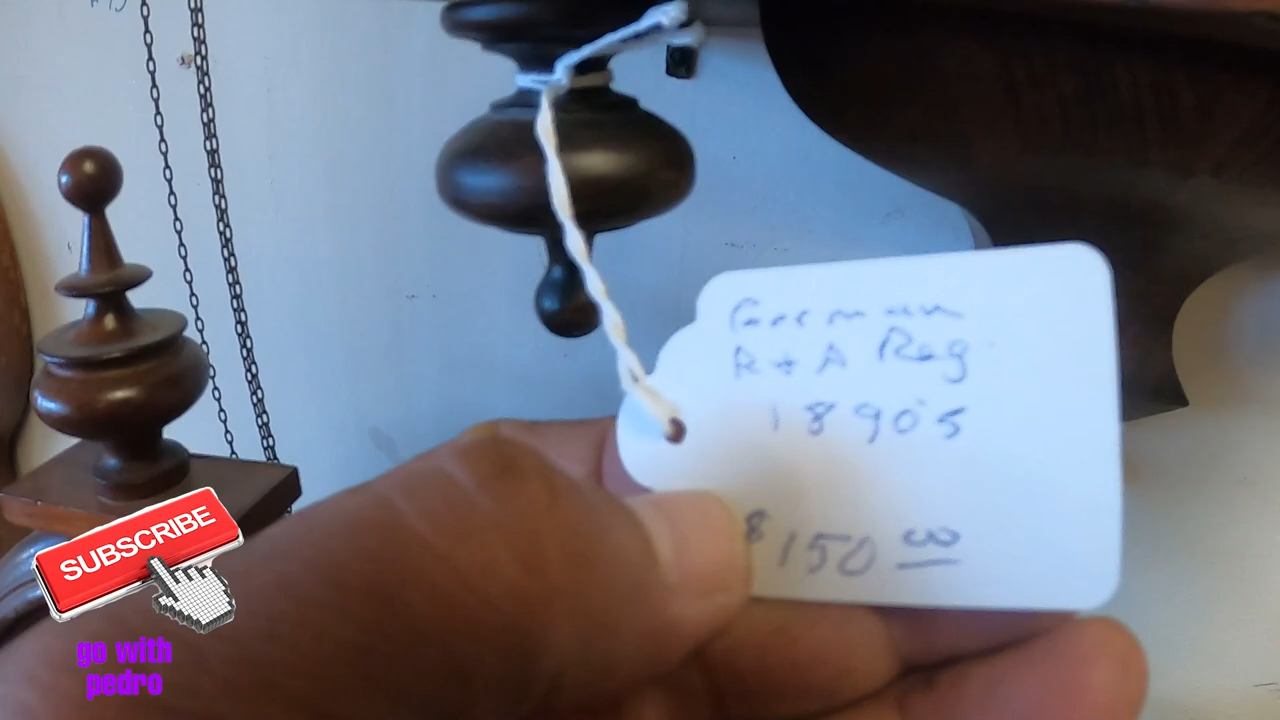 German
R + A Reg
1890's
$150.00
SUBSCRIBE
go with
pedro